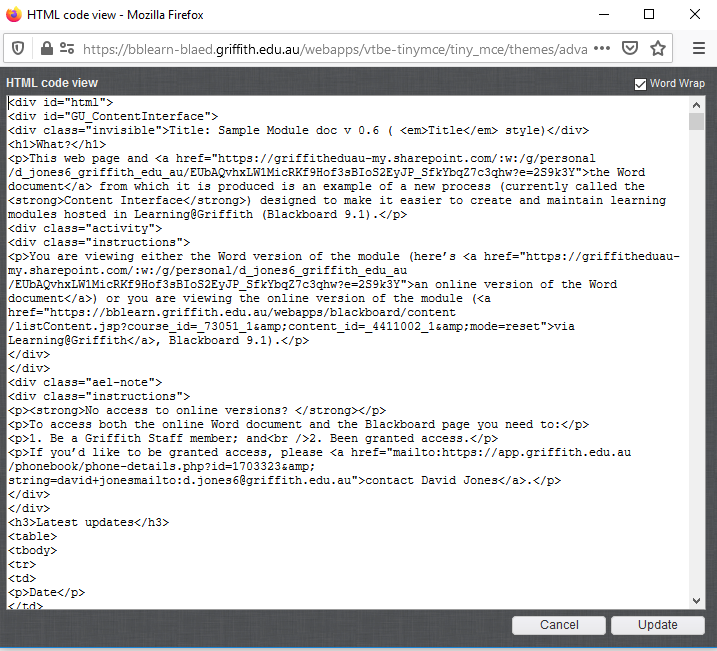 HTML code view - Mozilla Firefox
https://bblearn-blaed.griffith.edu.au/webapps/vtbe-tinymce/tiny_mce/themes/adva
HTML code view
Word Wrap
<div id="html">
<div id="GU_ContentInterface">
<div class="invisible">Title: Sample Module doc v 0.6 ( <em>Title</em> style)</div>
<h1>What?</h1>
<p>This web page and <a href="https://griffitheduau-my.sharepoint.com/:w:/g/personal
/d_jones6_griffith_edu_au/EUbAQvhxLW1MicRKf9Hof3sBIoS2EyJP_SfkYbqZ7c3qhw?e=2S9k3Y">the Word
document</a> from which it is produced is an example of a new process (currently called the
<strong>Content Interface</strong>) designed to make it easier to create and maintain learning
modules hosted in Learning@Griffith (Blackboard 9.1).</p>
<div class="activity">
<div class="instructions">
<p>You are viewing either the Word version of the module (here’s <a href="https://griffitheduau-
my.sharepoint.com/:w:/g/personal/d_jones6_griffith_edu_au
/EUbAQvhxLW1MicRKf9Hof3sBIoS2EyJP_SfkYbqZ7c3qhw?e=2S9k3Y">an online version of the Word
document</a>) or you are viewing the online version of the module (<a
href="https://bblearn.griffith.edu.au/webapps/blackboard/content
/listContent.jsp?course_id=_73051_1&amp;content_id=_4411002_1&amp;mode=reset">via
Learning@Griffith</a>, Blackboard 9.1).</p>
</div>
</div>
<div class="ael-note">
<div class="instructions">
<p><strong>No access to online versions? </strong></p>
<p>To access both the online Word document and the Blackboard page you need to:</p>
<p>1. Be a Griffith Staff member; and<br />2. Been granted access.</p>
<p>If you’d like to be granted access, please <a href="mailto:https://app.griffith.edu.au
/phonebook/phone-details.php?id=1703323&amp;
string=david+jonesmailto:d.jones6@griffith.edu.au">contact David Jones</a>.</p>
</div>
</div>
<h3>Latest updates</h3>
<table>
<tbody>
<tr>
<td>
<p>Date</p>
</td>
Cancel
Update